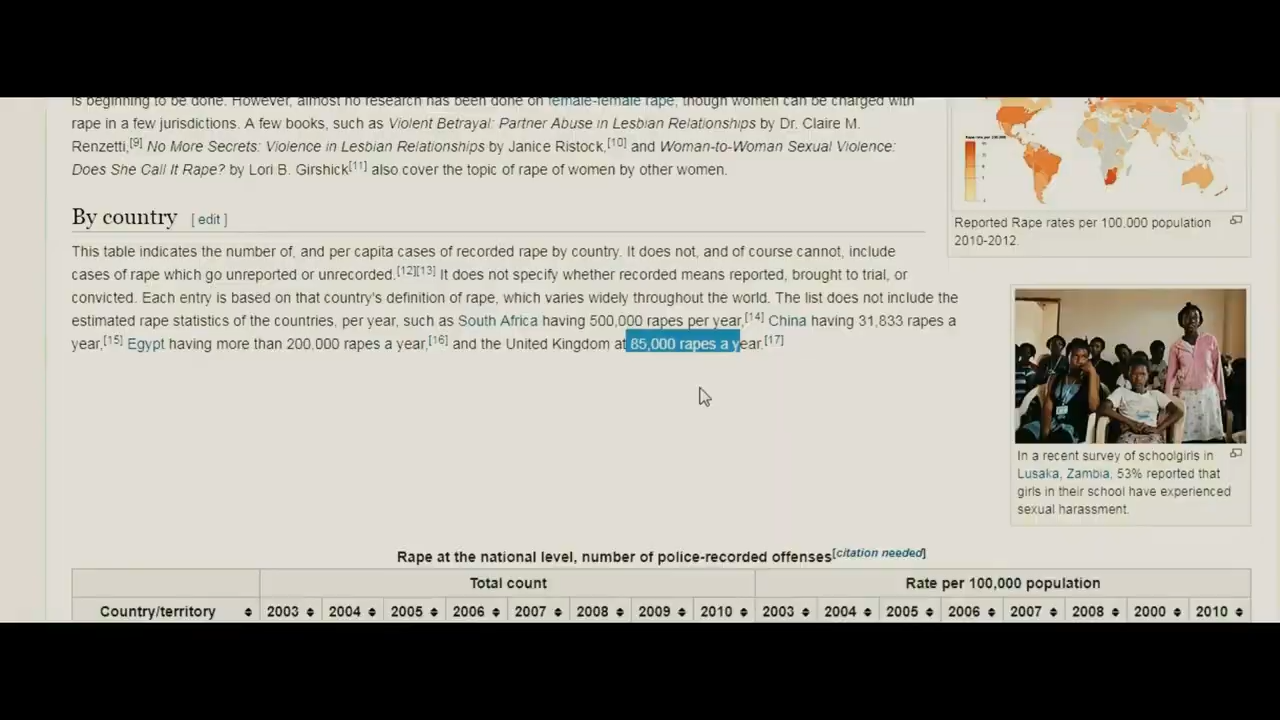 is beginning to be done. However, almost no research has been done on female-female rape, though women can be charged with
rape in a few jurisdictions. A few books, such as Violent Betrayal: Partner Abuse in Lesbian Relationships by Dr. Claire M.
Renzetti,[9] No More Secrets: Violence in Lesbian Relationships by Janice Ristock,[10] and Woman-to-Woman Sexual Violence:
Does She Call It Rape? by Lori B. Girshick[11] also cover the topic of rape of women by other women.
By country [ edit ]
This table indicates the number of, and per capita cases of recorded rape by country. It does not, and of course cannot, include
cases of rape which go unreported or unrecorded.[12][13] It does not specify whether recorded means reported, brought to trial, or
convicted. Each entry is based on that country's definition of rape, which varies widely throughout the world. The list does not include the
estimated rape statistics of the countries, per year, such as South Africa having 500,000 rapes per year,[14] China having 31,833 rapes a
year,[15] Egypt having more than 200,000 rapes a year,[16] and the United Kingdom at 85,000 rapes a year.[17]
Reported Rape rates per 100,000 population
2010-2012.
In a recent survey of schoolgirls in
Lusaka, Zambia, 53% reported that
girls in their school have experienced
sexual harassment.
Rape at the national level, number of police-recorded offenses[citation needed]
Total count Rate per 100,000 population
Country/territory 2003 2004 2005 2006 2007 2008 2009 2010 2003 2004 2005 2006 2007 2008 2000 2010